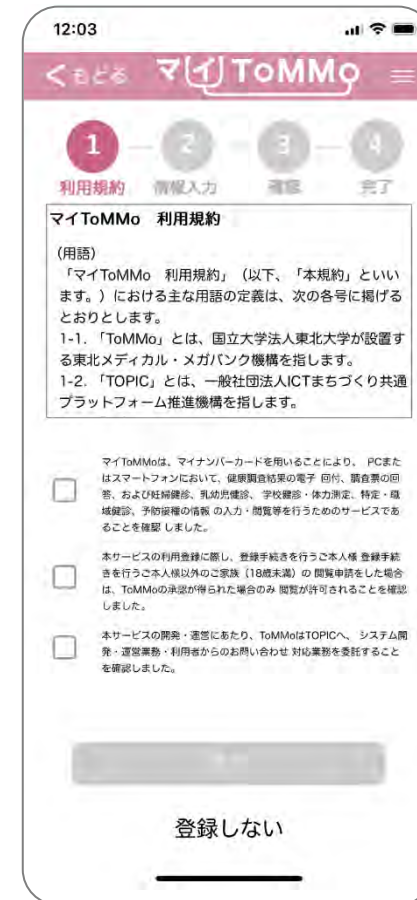 12:03
もどる マイToMMo
1 2 3 4
利用規約 情報入力 確認 完了
マイToMMo 利用規約
(用語)
「マイToMMo 利用規約」(以下、「本規約」といい
ます。)における主な用語の定義は、次の各号に掲げる
とおりとします。
1-1. 「ToMMo」とは、国立大学法人東北大学が設置す
る東北メディカル・メガバンク機構を指します。
1-2. 「TOPIC」とは、一般社団法人ICTまちづくり共通
プラットフォーム推進機構を指します。
マイToMMoは、マイナンバーカードを用いることにより、 PCまた
はスマートフォンにおいて、健康調査結果の電子 回付、調査票の回
答、および妊婦健診、乳幼児健診、 学校健診・体力測定、特定・職
域健診、予防接種の情報 の入力・閲覧等を行うためのサービスであ
ることを確認 しました。
本サービスの利用登録に際し、登録手続きを行うご本人様 登録手続
きを行うご本人様以外のご家族(18歳未満)の 閲覧申請をした場合
は、ToMMoの承認が得られた場合のみ 閲覧が許可されることを確認
しました。
本サービスの開発・運営にあたり、ToMMoはTOPICへ、 システム開
発・運営業務・利用者からのお問い合わせ 対応業務を委託すること
を確認しました。
登録しない